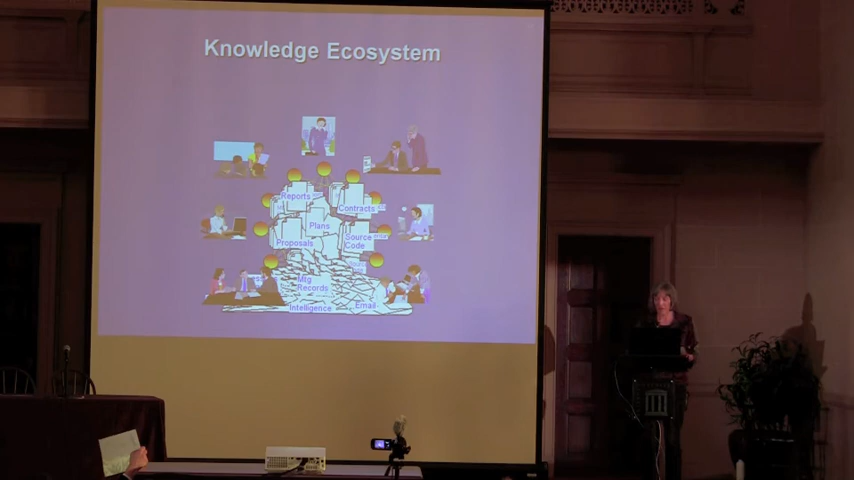 Knowledge Ecosystem
Reports
Contracts
Plans
Proposals
Source
Code
Mtg
Records
Intelligence
Email